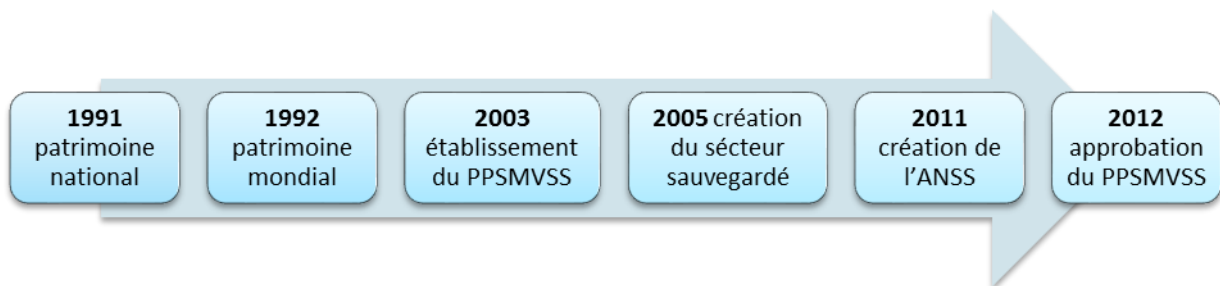 1991
patrimoine
national
1992
patrimoine
mondial
2003
établissement
du PPSMVSS
2005 création
du sécteur
sauvegardé
2011
création de
l'ANSS
2012
approbation
du PPSMVSS